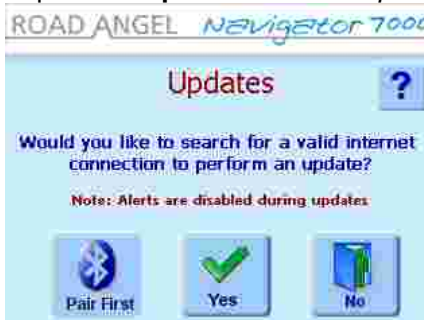 ROAD ANGEL Navigator 7000
Updates
?
Would you like to search for a valid internet
connection to perform an update?
Note: Alerts are disabled during updates
Pair First Yes No